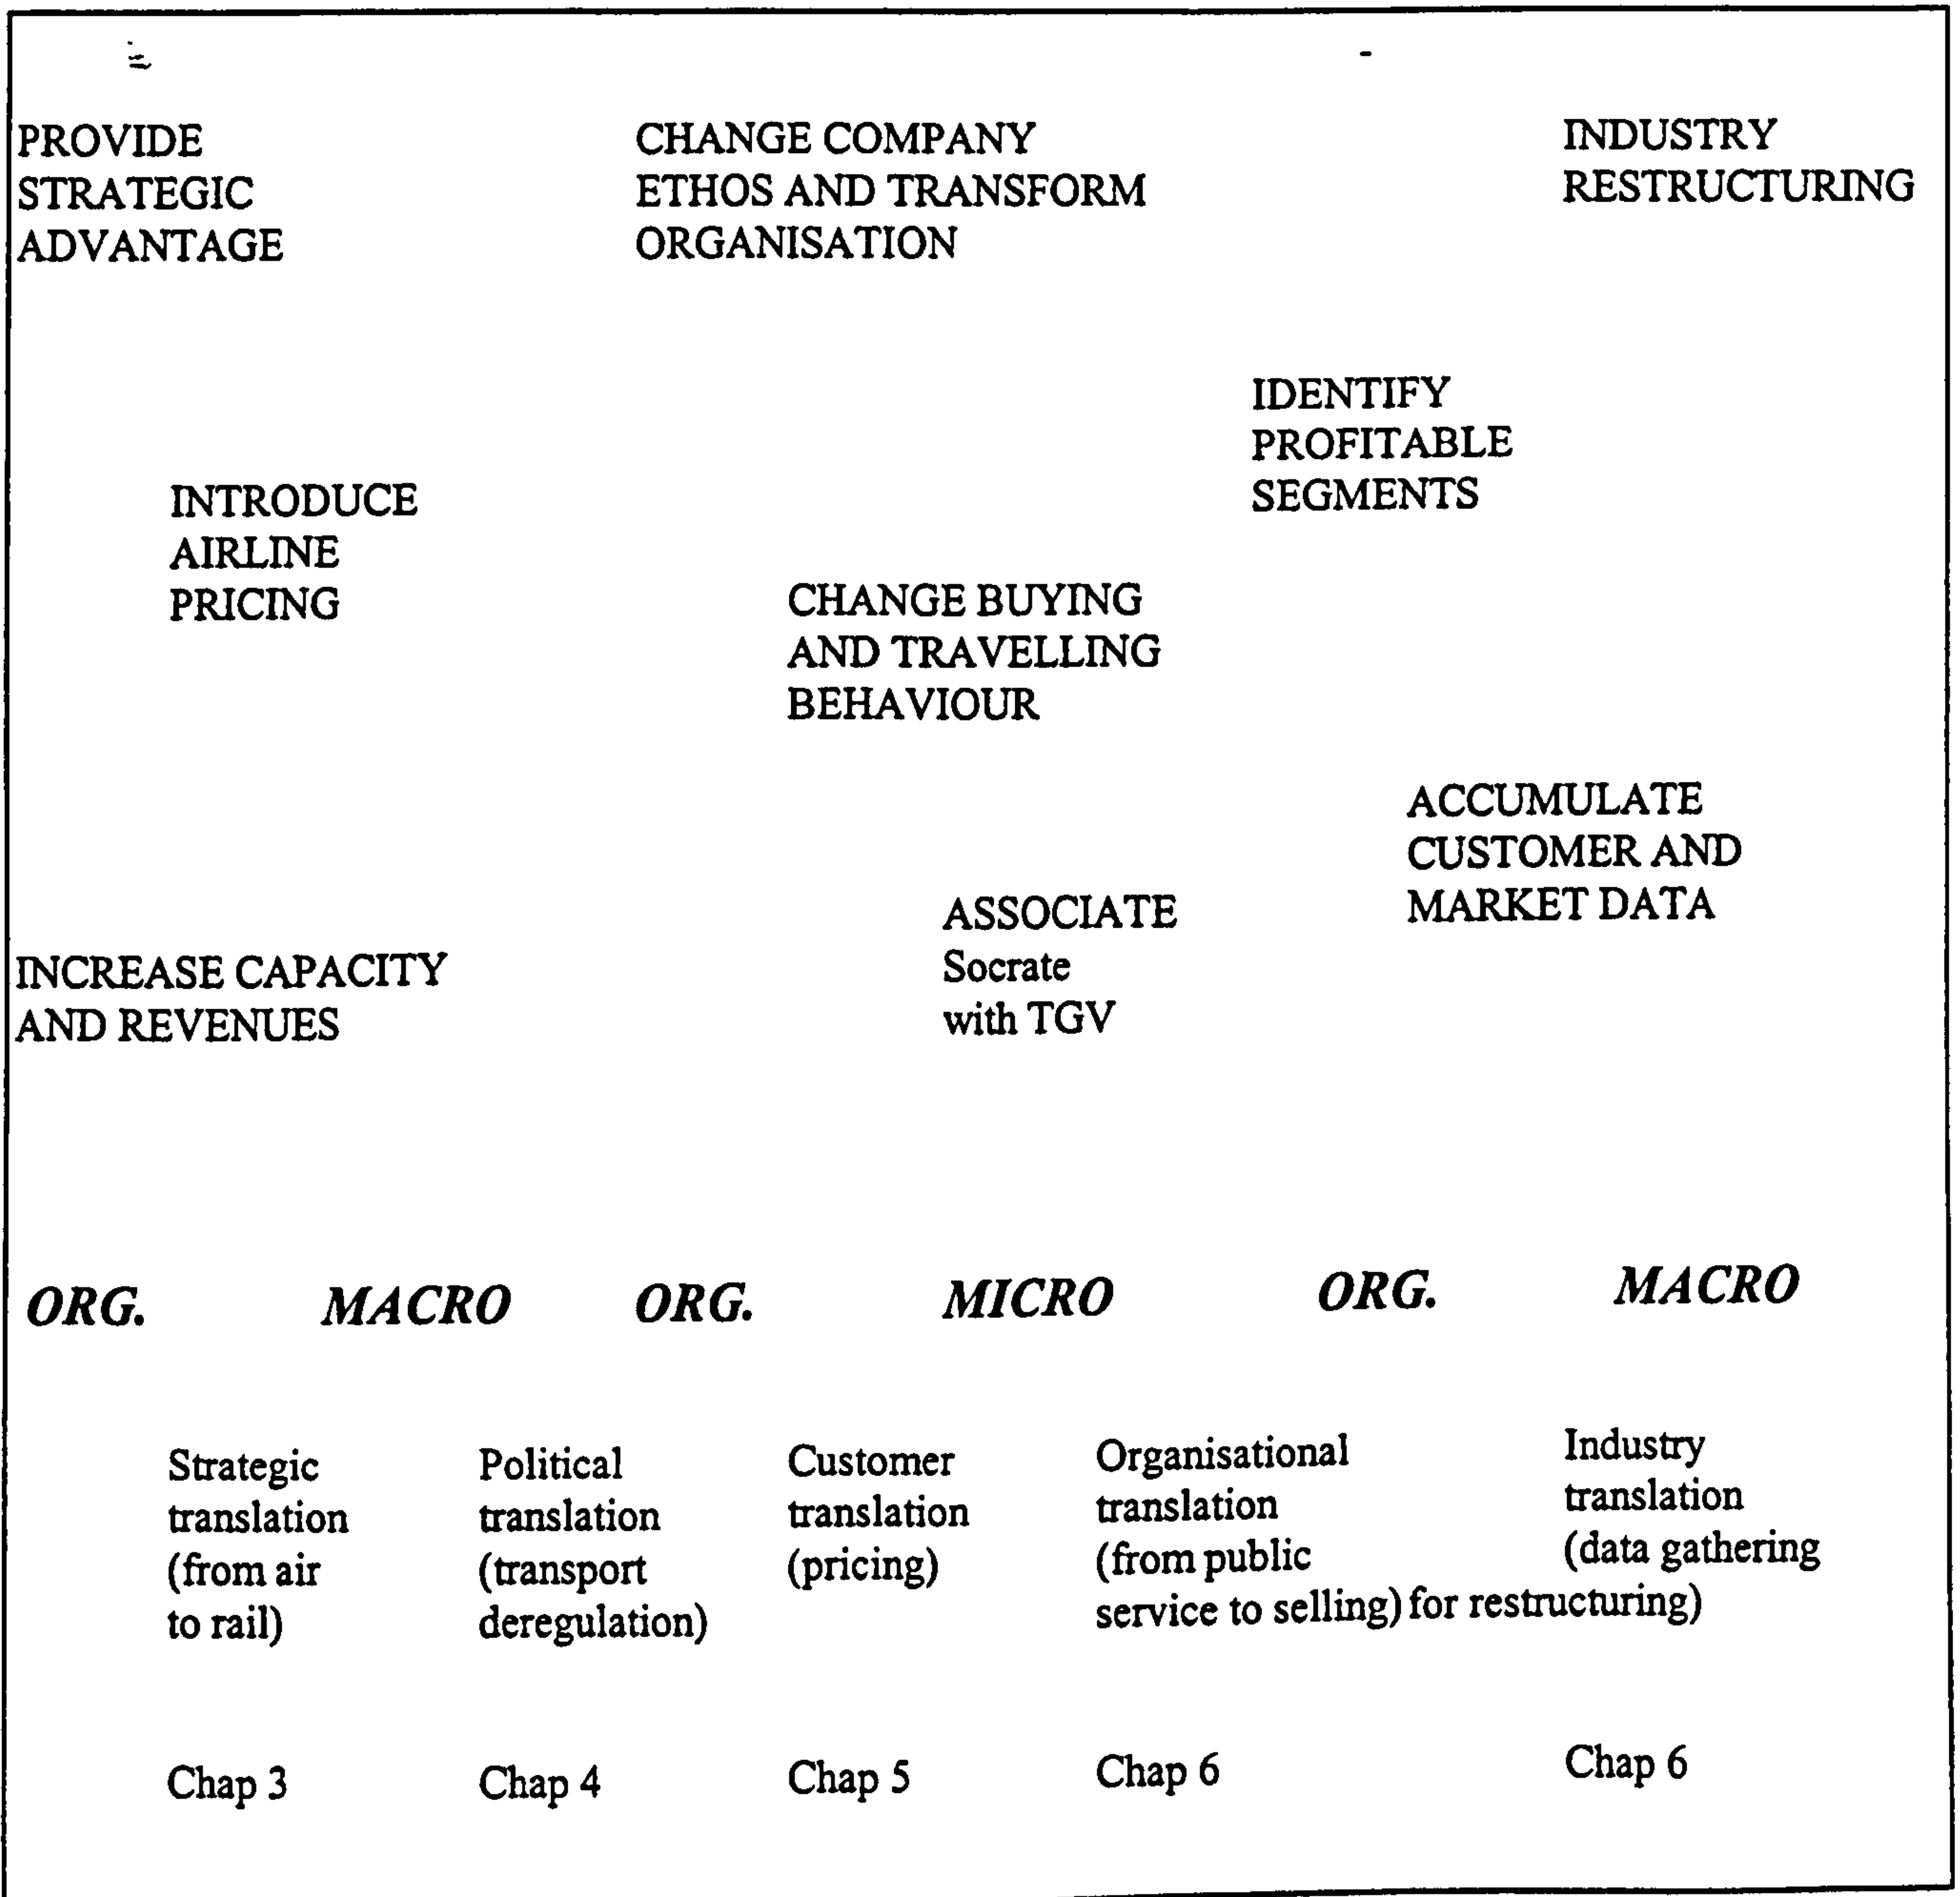 PROVIDE
STRATEGIC
ADVANTAGE
CHANGE COMPANY
ETHOS AND TRANSFORM
ORGANISATION
INDUSTRY
RESTRUCTURING
IDENTIFY
PROFITABLE
SEGMENTS
INTRODUCE
AIRLINE
PRICING
CHANGE BUYING
AND TRAVELLING
BEHAVIOUR
ACCUMULATE
CUSTOMER AND
MARKET DATA
ASSOCIATE
Socrate
with TGV
INCREASE CAPACITY
AND REVENUES
ORG. MACRO ORG. MICRO ORG. MACRO
Strategic
translation
(from air
to rail)
Political
translation
(transport
deregulation)
Customer
translation
(pricing)
Organisational
translation
(from public
service to selling)
Industry
translation
(data gathering
for restructuring)
Chap 3 Chap 4 Chap 5 Chap 6 Chap 6